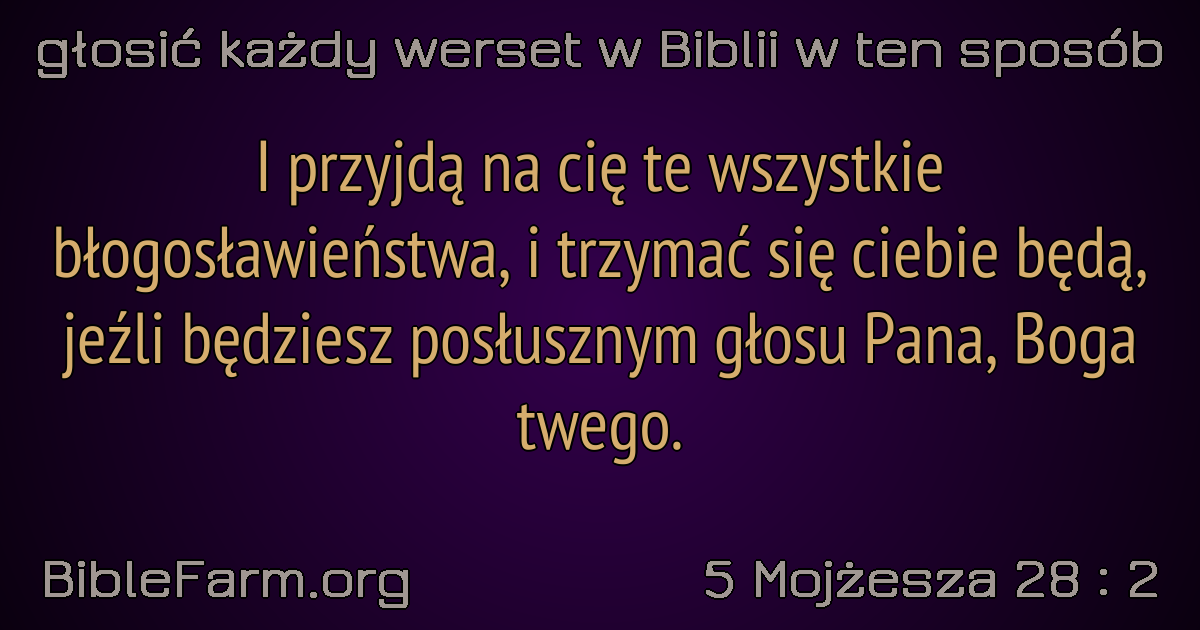 głosić każdy werset w Biblii w ten sposób
I przyjdą na cię te wszystkie
błogosławieństwa, i trzymać się ciebie będą,
jeźli będziesz posłusznym głosu Pana, Boga
twego.
BibleFarm.org
5 Mojżesza 28 : 2